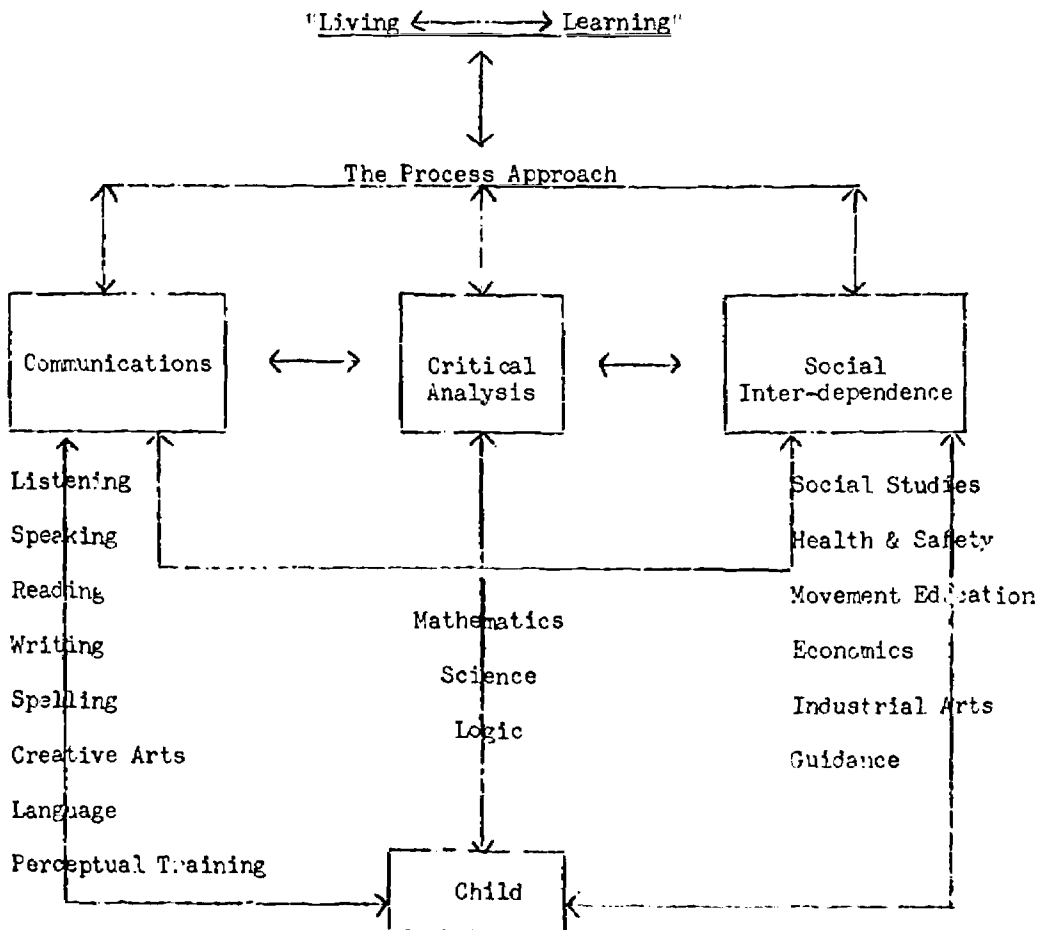 "Living Learning"
The Process Approach
Communications
Critical
Analysis
Social
Inter-dependence
Listening
Speaking
Reading
Writing
Spelling
Creative Arts
Language
Perceptual Training
Mathematics
Science
Logic
Social Studies
Health & Safety
Movement Education
Economics
Industrial Arts
Guidance
Child